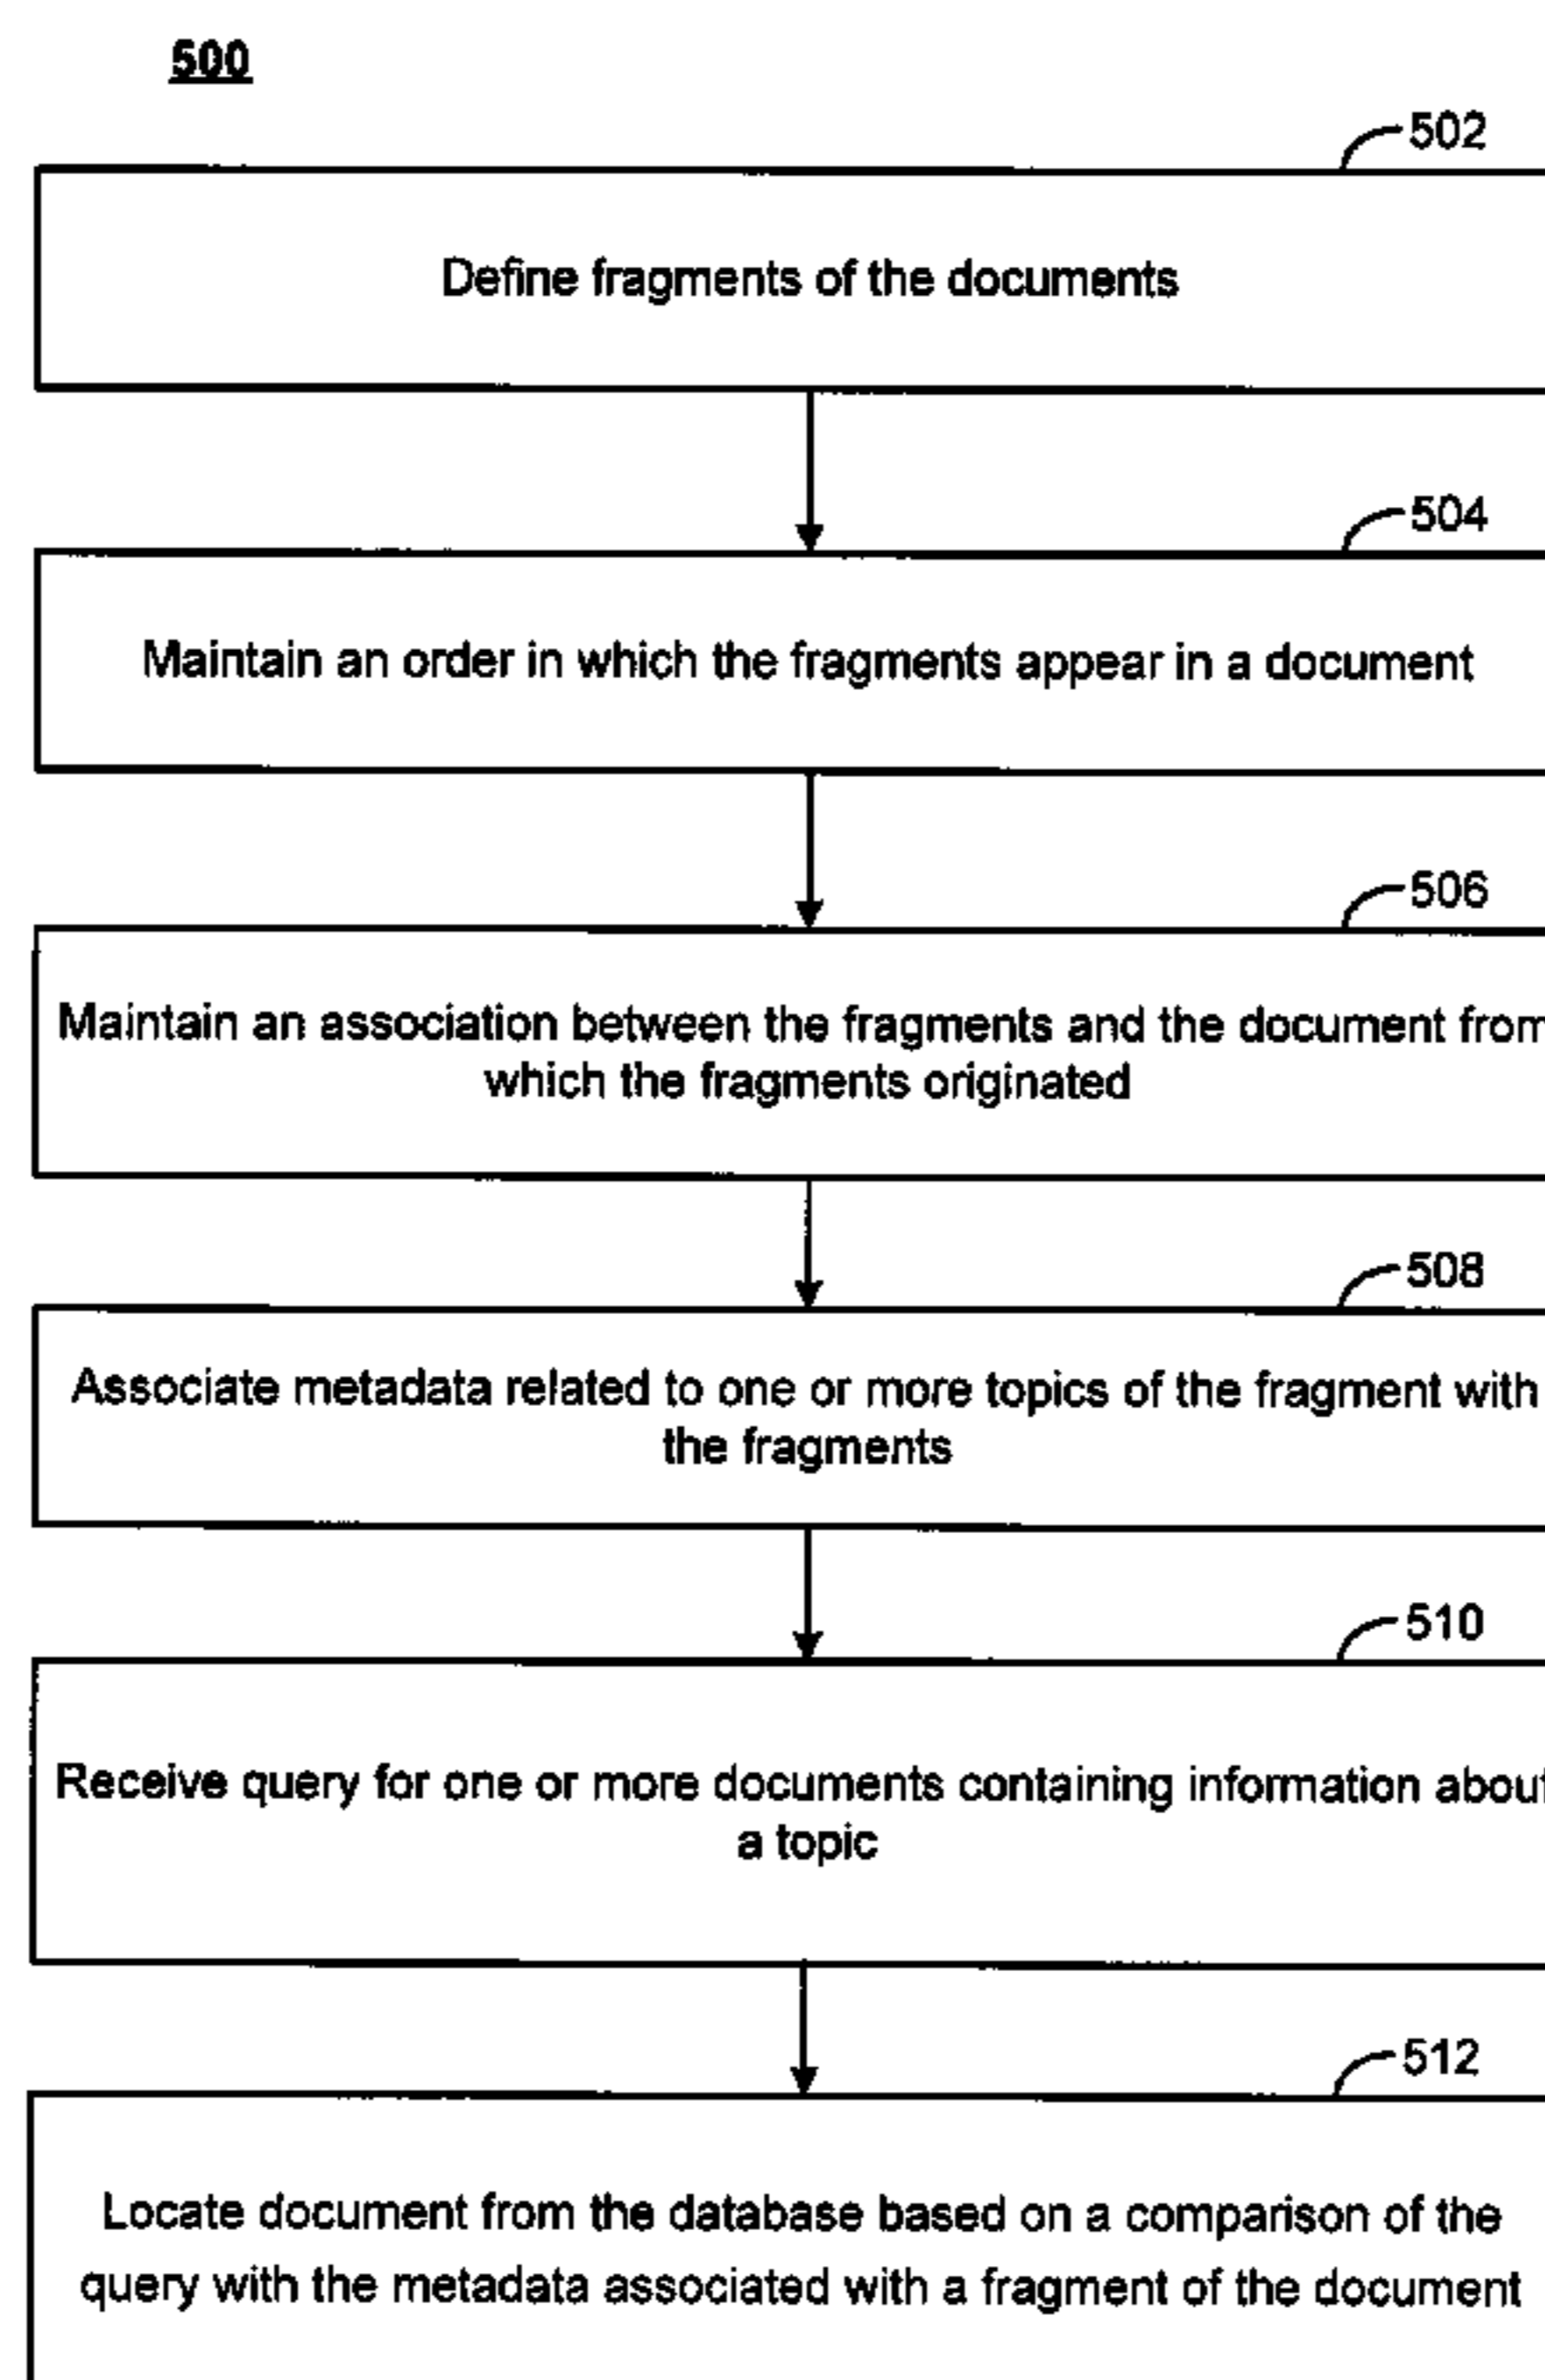 500
502
Define fragments of the documents
504
Maintain an order in which the fragments appear in a document
506
Maintain an association between the fragments and the document from
which the fragments originated
508
Associate metadata related to one or more topics of the fragment with
the fragments
510
Receive query for one or more documents containing information about
a topic
512
Locate document from the database based on a comparison of the
query with the metadata associated with a fragment of the document